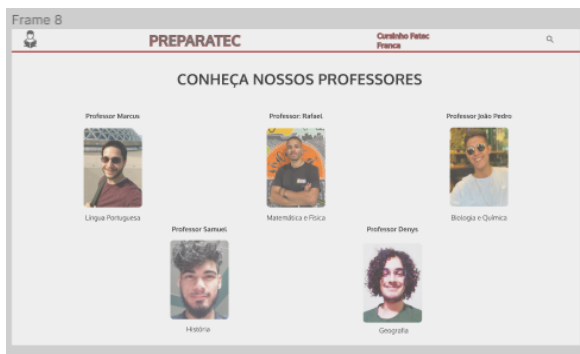 Frame 8
PREPARATEC
Cursinho Fatec
Franca
CONHEÇA NOSSOS PROFESSORES
Professor Marcus
Professor: Rafael
Professor João Pedro
Língua Portuguesa
Matemática e Física
Biologia e Química
Professor Samuel
Professor Denys
História
Geografia